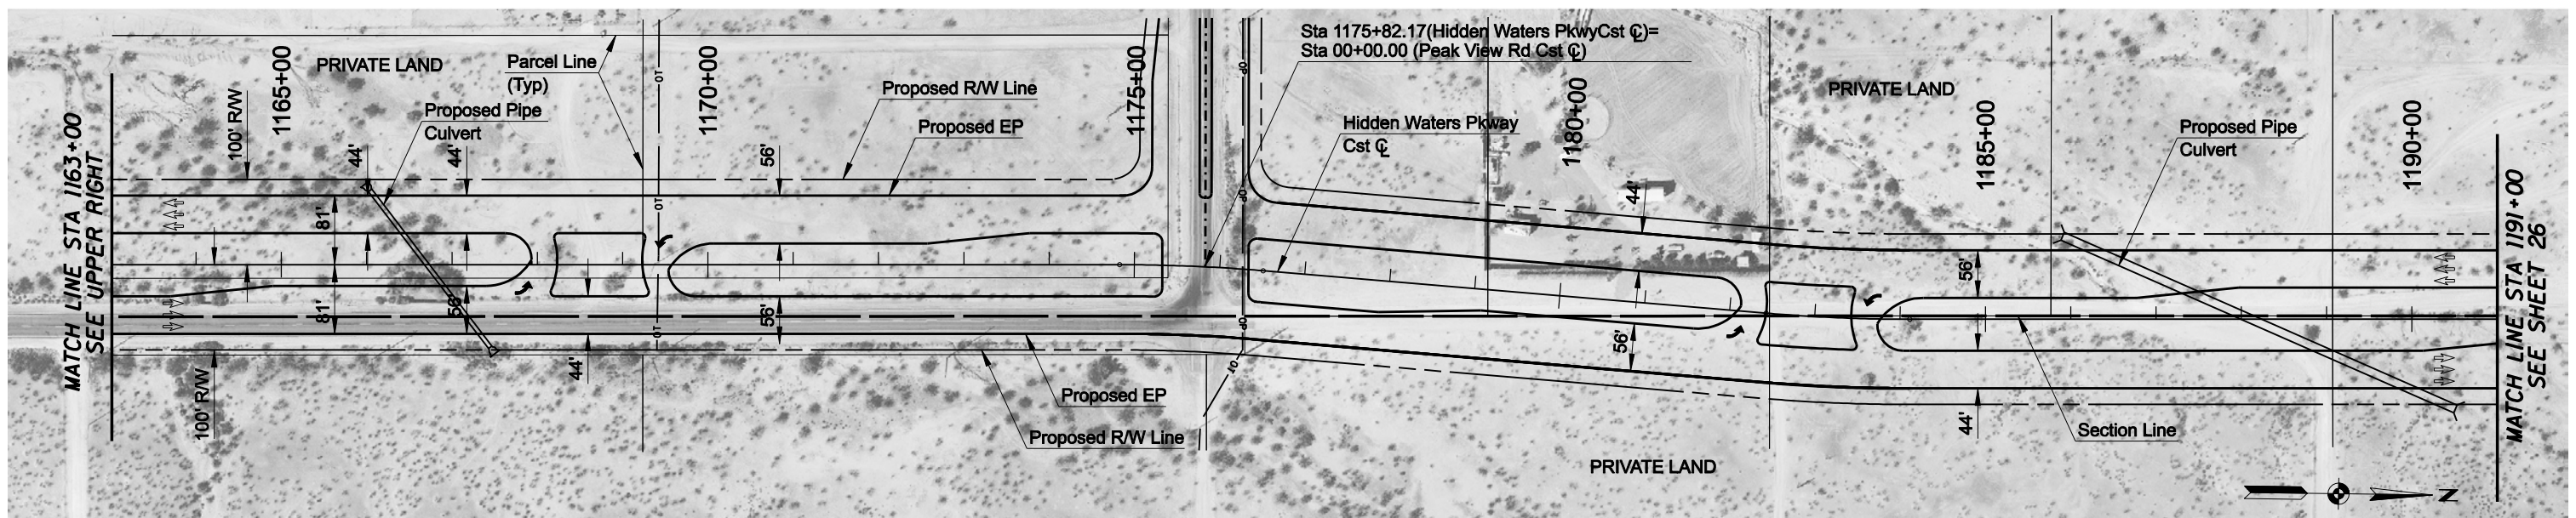 MATCH LINE STA 1163+00
SEE UPPER RIGHT
100' R/W
1165+00
PRIVATE LAND
Parcel Line
(Typ)
Proposed Pipe
Culvert
44'
44'
81'
81'
56'
100' R/W
1170+00
56'
56'
44'
Proposed R/W Line
Proposed EP
Proposed EP
Proposed R/W Line
1175+00
Sta 1175+82.17(Hidden Waters PkwyCst ℄)=
Sta 00+00.00 (Peak View Rd Cst ℄)
Hidden Waters Pkway
Cst ℄
1180+00
44'
56'
PRIVATE LAND
PRIVATE LAND
1185+00
56'
44'
Proposed Pipe
Culvert
Section Line
1190+00
MATCH LINE STA 1191+00
SEE SHEET 26
OP
OP
OP
N